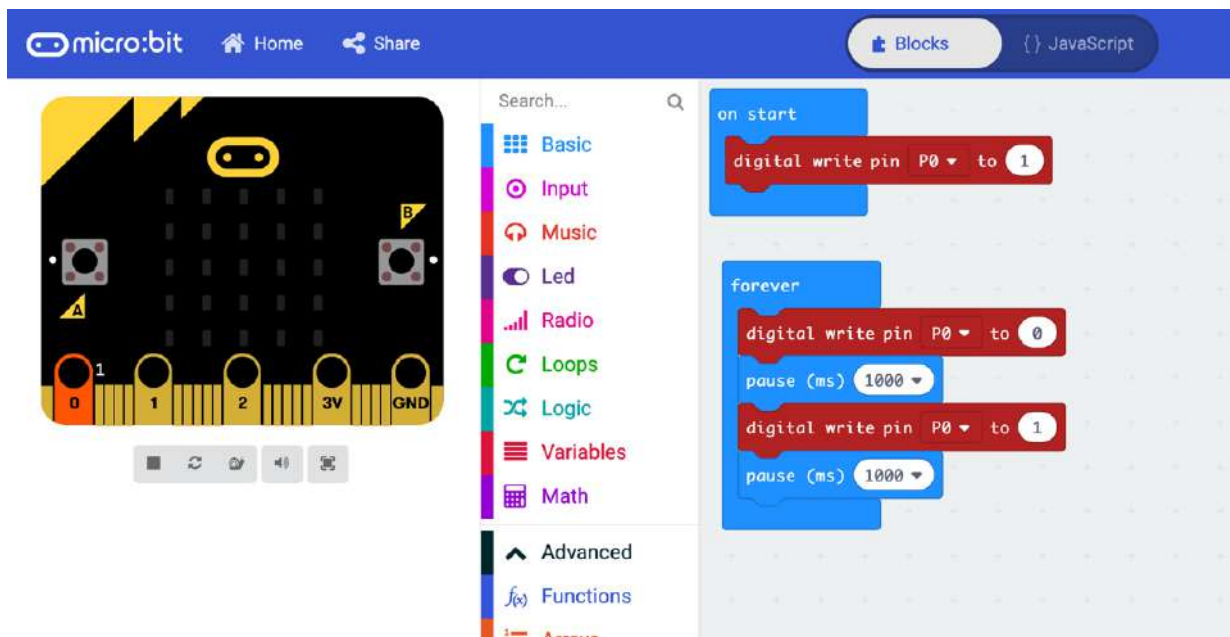 micro:bit Home Share Blocks {} JavaScript
Search...
Basic
Input
Music
Led
Radio
Loops
Logic
Variables
Math
Advanced
f(x) Functions
B
A
1
0 1 2 3V GND
on start
digital write pin P0 to 1
forever
digital write pin P0 to 0
pause (ms) 1000
digital write pin P0 to 1
pause (ms) 1000